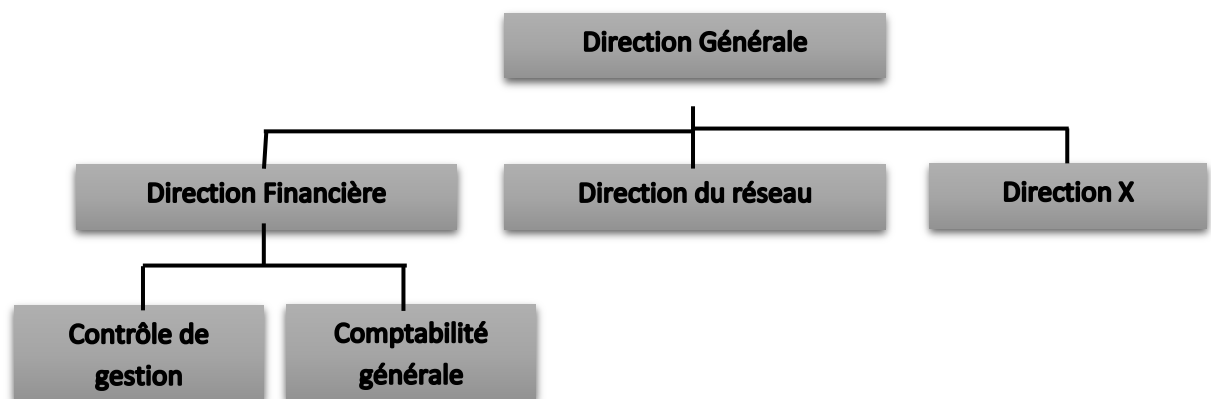 Direction Générale
Direction Financière
Direction du réseau
Direction X
Contrôle de
gestion
Comptabilité
générale